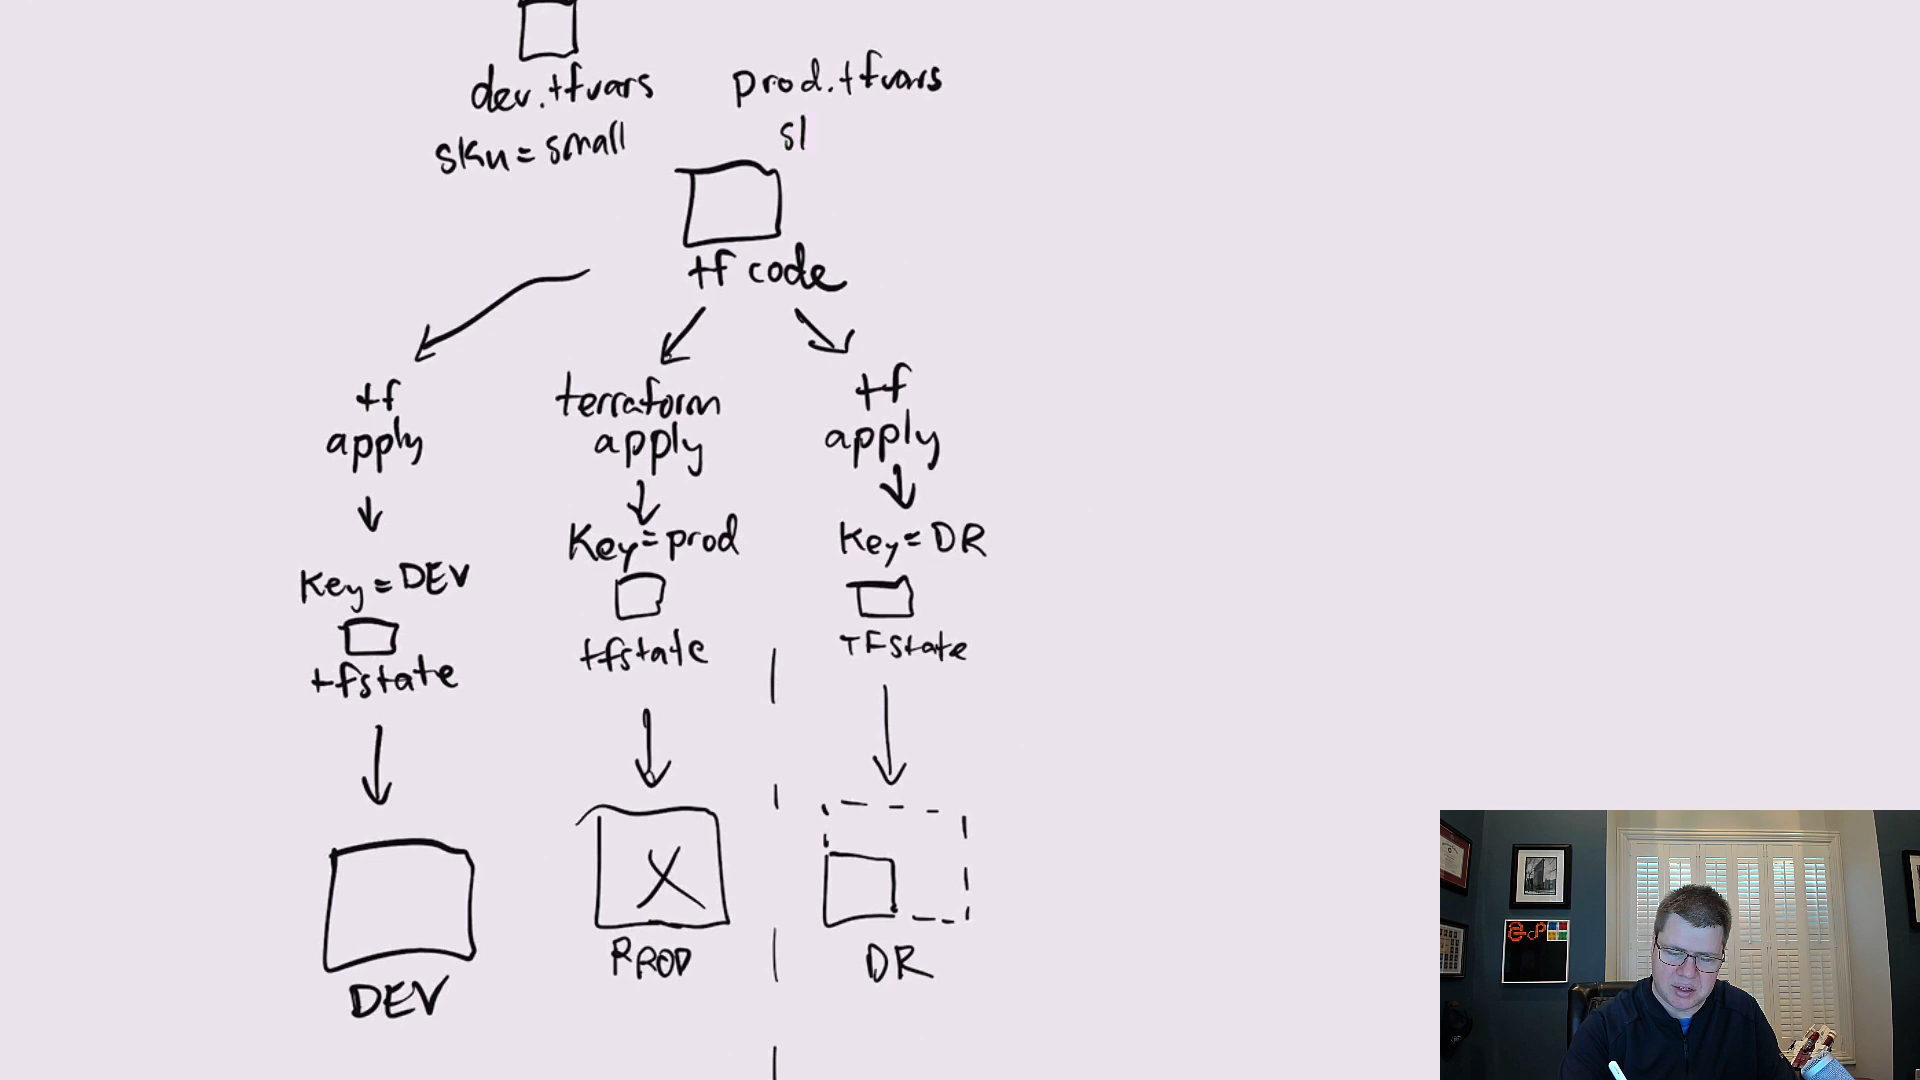 dev.tfvars
sku = small
prod.tfvars
sl
tf code
tf
apply
Key = DEV
tfstate
DEV
terraform
apply
Key = prod
tfstate
PROD
tf
apply
Key = DR
TFState
DR